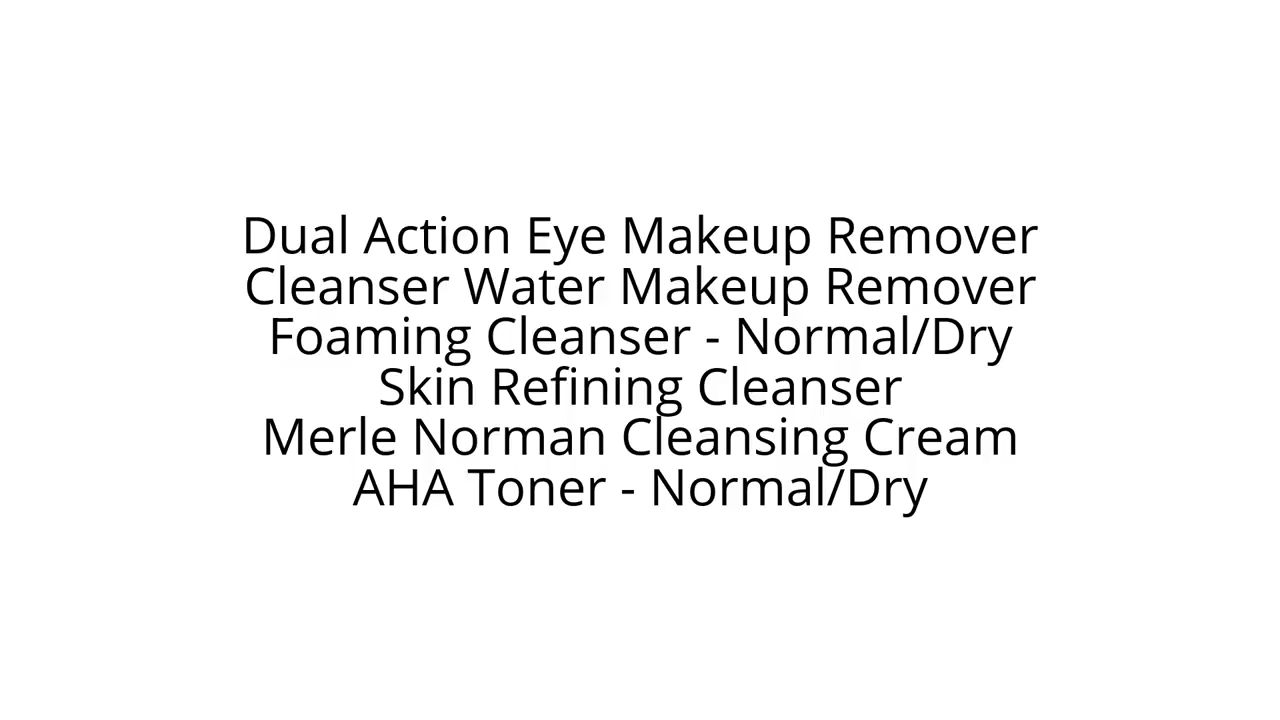 Dual Action Eye Makeup Remover
Cleanser Water Makeup Remover
Foaming Cleanser - Normal/Dry
Skin Refining Cleanser
Merle Norman Cleansing Cream
AHA Toner - Normal/Dry